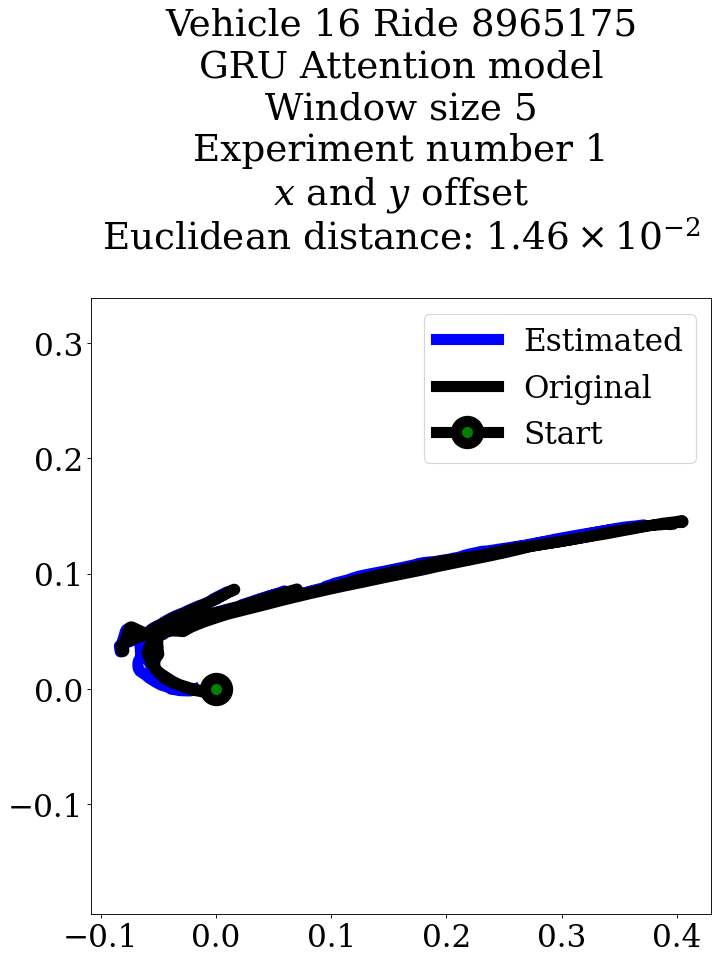 Vehicle 16 Ride 8965175
GRU Attention model
Window size 5
Experiment number 1
x and y offset
Euclidean distance: 1.46 × 10⁻²
Estimated
Original
Start
0.3
0.2
0.1
0.0
−0.1
−0.1 0.0 0.1 0.2 0.3 0.4